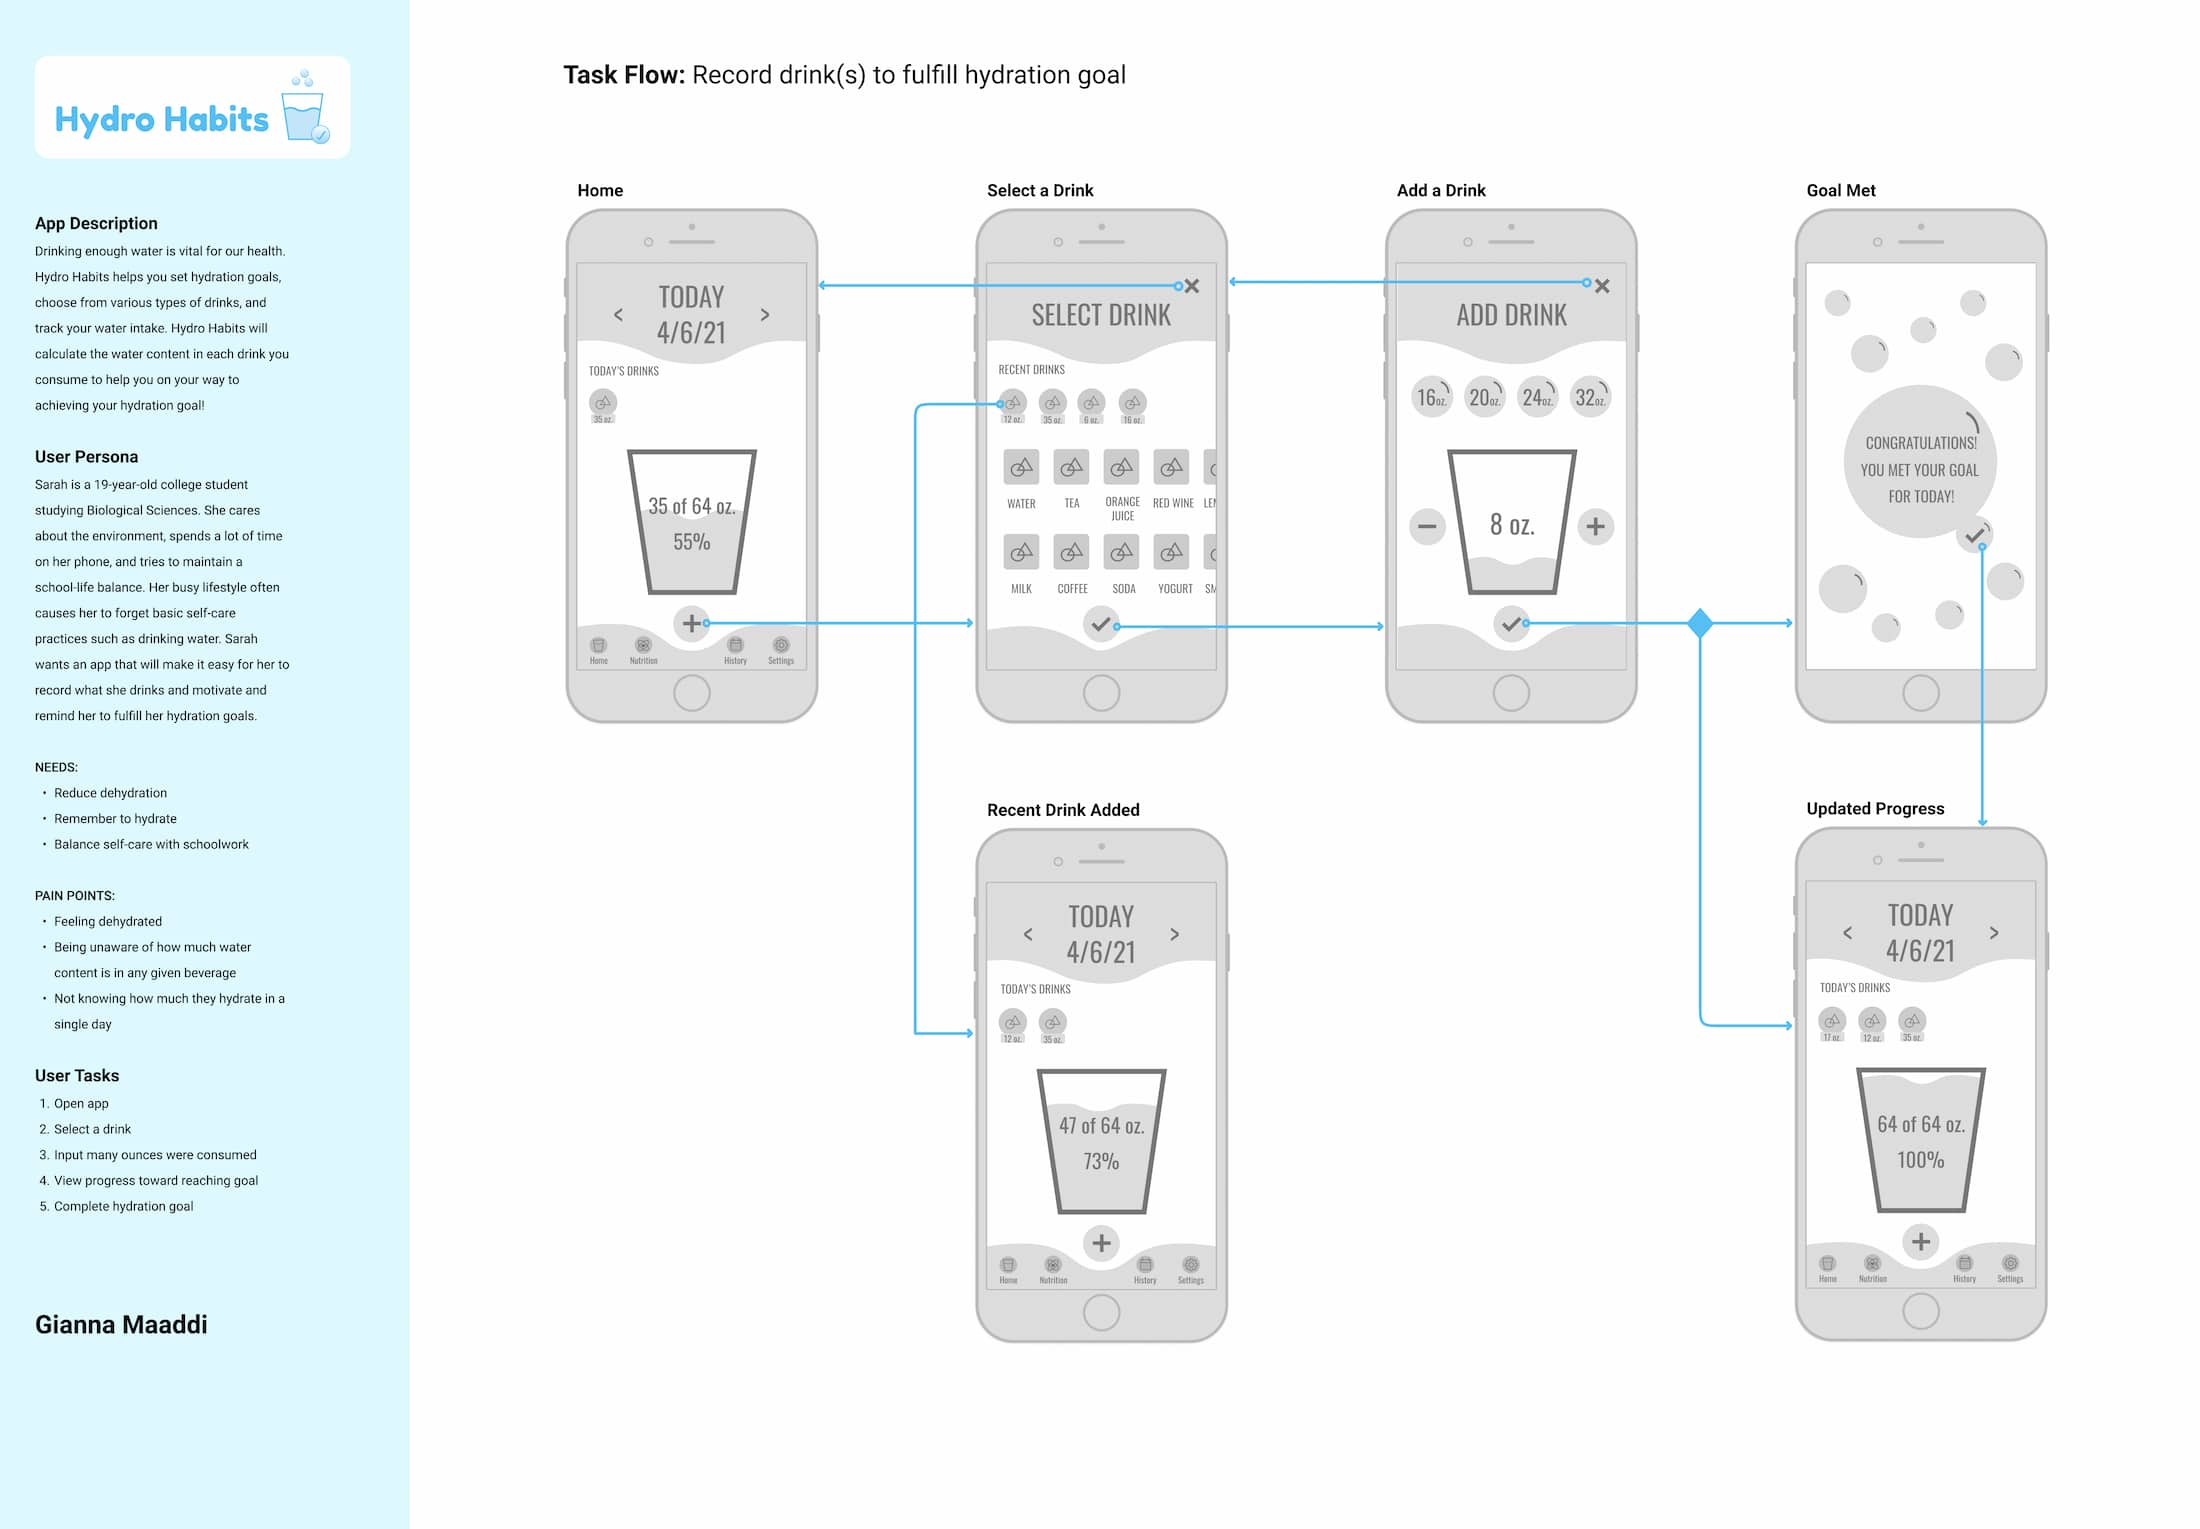 Hydro Habits
App Description
Drinking enough water is vital for our health.
Hydro Habits helps you set hydration goals,
choose from various types of drinks, and
track your water intake. Hydro Habits will
calculate the water content in each drink you
consume to help you on your way to
achieving your hydration goal!
User Persona
Sarah is a 19-year-old college student
studying Biological Sciences. She cares
about the environment, spends a lot of time
on her phone, and tries to maintain a
school-life balance. Her busy lifestyle often
causes her to forget basic self-care
practices such as drinking water. Sarah
wants an app that will make it easy for her to
record what she drinks and motivate and
remind her to fulfill her hydration goals.
NEEDS:
• Reduce dehydration
• Remember to hydrate
• Balance self-care with schoolwork
PAIN POINTS:
• Feeling dehydrated
• Being unaware of how much water
content is in any given beverage
• Not knowing how much they hydrate in a
single day
User Tasks
1. Open app
2. Select a drink
3. Input many ounces were consumed
4. View progress toward reaching goal
5. Complete hydration goal
Gianna Maaddi
Task Flow: Record drink(s) to fulfill hydration goal
Home
< TODAY >
4/6/21
TODAY'S DRINKS
35 oz.
35 of 64 oz.
55%
+
Home Nutrition History Settings
Select a Drink
SELECT DRINK
RECENT DRINKS
12 oz. 35 oz. 6 oz. 16 oz.
WATER TEA ORANGE JUICE RED WINE LEM
MILK COFFEE SODA YOGURT SM
Add a Drink
ADD DRINK
16oz. 20oz. 24oz. 32oz.
− 8 oz. +
Goal Met
CONGRATULATIONS!
YOU MET YOUR GOAL
FOR TODAY!
Recent Drink Added
< TODAY >
4/6/21
TODAY'S DRINKS
12 oz. 35 oz.
47 of 64 oz.
73%
+
Home Nutrition History Settings
Updated Progress
< TODAY >
4/6/21
TODAY'S DRINKS
17 oz. 12 oz. 35 oz.
64 of 64 oz.
100%
+
Home Nutrition History Settings